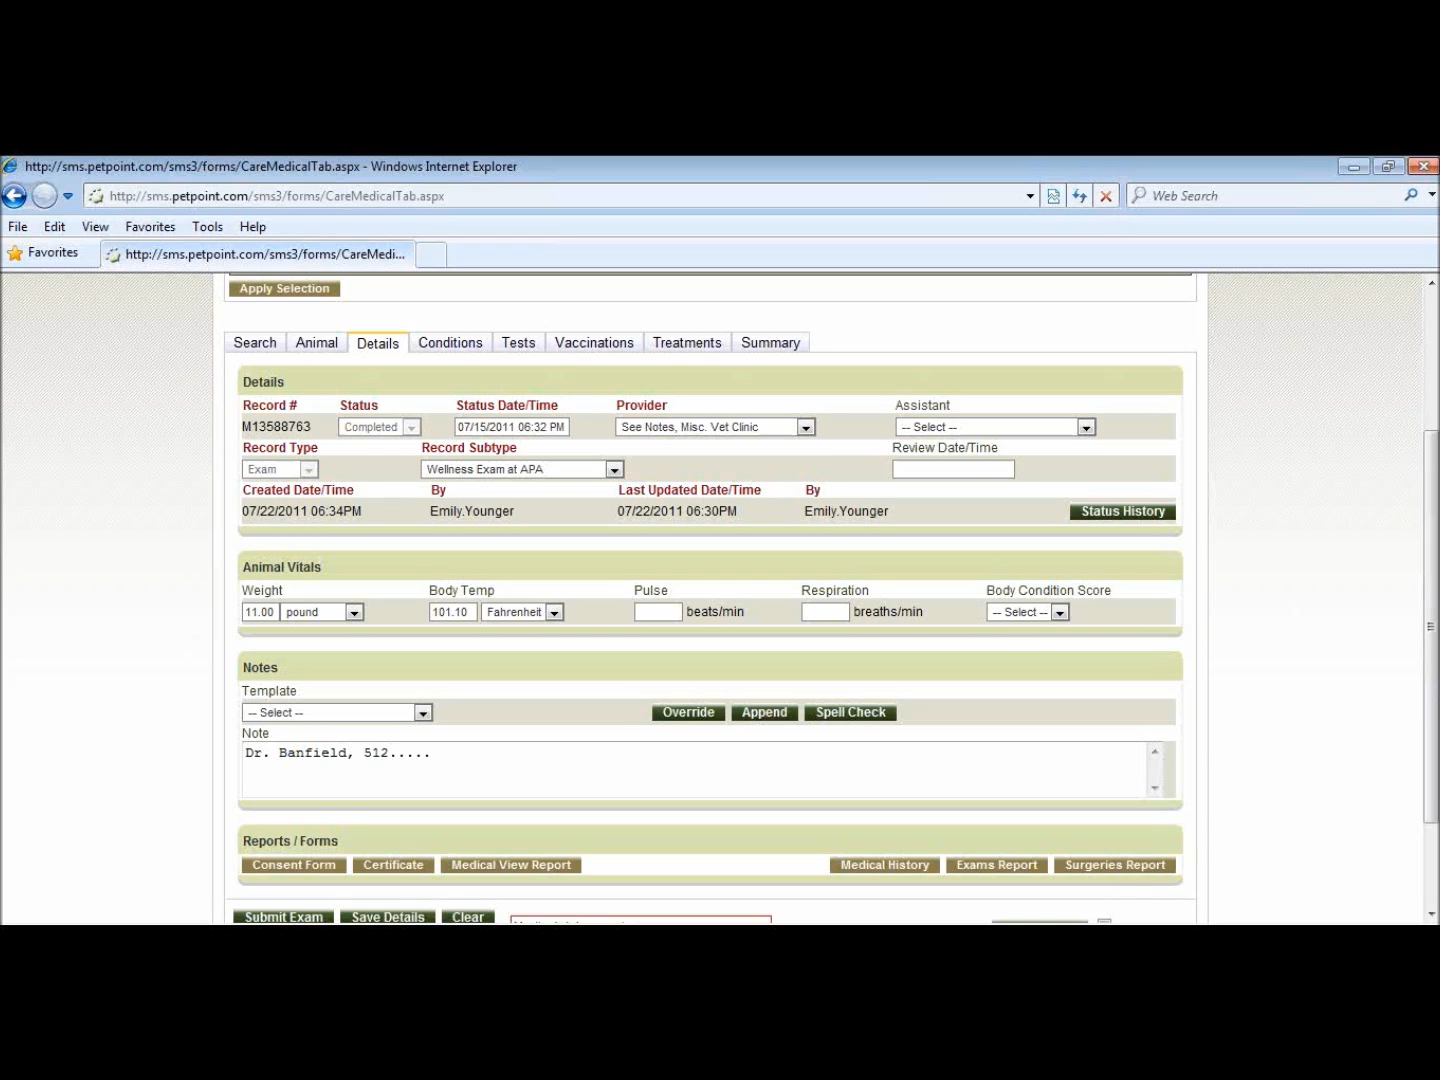 http://sms.petpoint.com/sms3/forms/CareMedicalTab.aspx - Windows Internet Explorer
http://sms.petpoint.com/sms3/forms/CareMedicalTab.aspx Web Search
File Edit View Favorites Tools Help
Favorites http://sms.petpoint.com/sms3/forms/CareMedi...
Apply Selection
Search Animal Details Conditions Tests Vaccinations Treatments Summary
Details
Record # Status Status Date/Time Provider Assistant
M13588763 Completed 07/15/2011 06:32 PM See Notes, Misc. Vet Clinic -- Select --
Record Type Record Subtype Review Date/Time
Exam Wellness Exam at APA
Created Date/Time By Last Updated Date/Time By
07/22/2011 06:34PM Emily.Younger 07/22/2011 06:30PM Emily.Younger Status History
Animal Vitals
Weight Body Temp Pulse Respiration Body Condition Score
11.00 pound 101.10 Fahrenheit beats/min breaths/min -- Select --
Notes
Template
-- Select -- Override Append Spell Check
Note
Dr. Banfield, 512.....
Reports / Forms
Consent Form Certificate Medical View Report Medical History Exams Report Surgeries Report
Submit Exam Save Details Clear